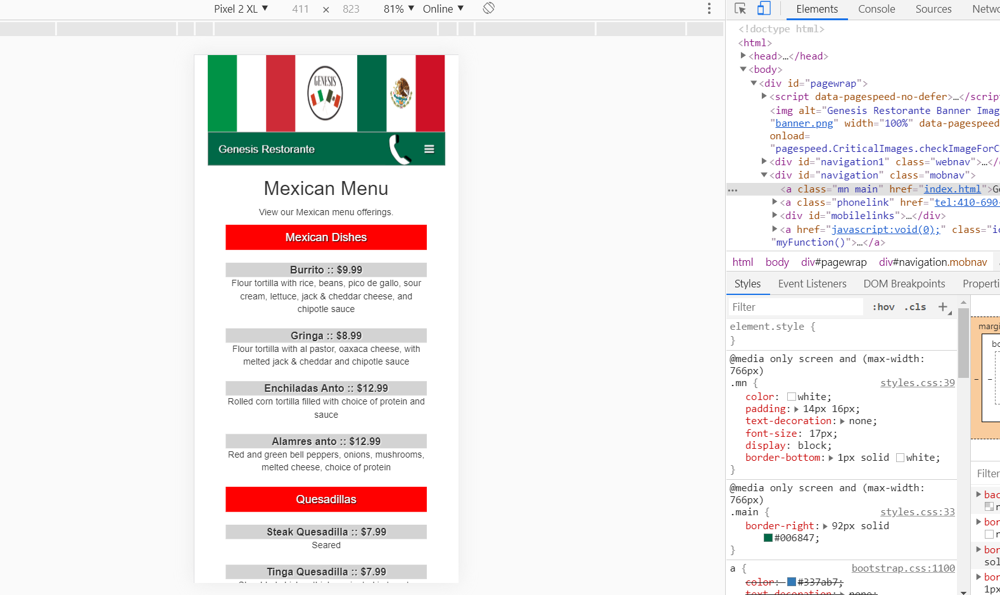 Pixel 2 XL ▼ 411 × 823 81% ▼ Online ▼
GENESIS
Genesis Restorante
Mexican Menu
View our Mexican menu offerings.
Mexican Dishes
Burrito :: $9.99
Flour tortilla with rice, beans, pico de gallo, sour
cream, lettuce, jack & cheddar cheese, and
chipotle sauce
Gringa :: $8.99
Flour tortilla with al pastor, oaxaca cheese, with
melted jack & cheddar and chipotle sauce
Enchiladas Anto :: $12.99
Rolled corn tortilla filled with choice of protein and
sauce
Alamres anto :: $12.99
Red and green bell peppers, onions, mushrooms,
melted cheese, choice of protein
Quesadillas
Steak Quesadilla :: $7.99
Seared
Tinga Quesadilla :: $7.99
Elements Console Sources Netwo
<!doctype html>
<html>
▶<head>…</head>
▼<body>
▼<div id="pagewrap">
▶<script data-pagespeed-no-defer>…</scrip
<img alt="Genesis Restorante Banner Imag
"banner.png" width="100%" data-pagespeed
onload=
"pagespeed.CriticalImages.checkImageForC
▶<div id="navigation1" class="webnav">…</
▼<div id="navigation" class="mobnav">
… <a class="mn main" href="index.html">Ge
▶<a class="phonelink" href="tel:410-690-
▶<div id="mobilelinks">…</div>
▶<a href="javascript:void(0);" class="ic
"myFunction()">…</a>
html body div#pagewrap div#navigation.mobnav
Styles Event Listeners DOM Breakpoints Properti
Filter :hov .cls +
element.style {
}
@media only screen and (max-width:
766px)
.mn { styles.css:39
color: white;
padding: ▶ 14px 16px;
text-decoration: ▶ none;
font-size: 17px;
display: block;
border-bottom: ▶ 1px solid white;
}
@media only screen and (max-width:
766px)
.main { styles.css:33
border-right: ▶ 92px solid
#006847;
}
a { bootstrap.css:1100
color: #337ab7;
text-decoration: ▶ none;
margi
bo
–
–
Filter
▶ bac
▶ bor
▶ bor
sol
▶ bor
1px